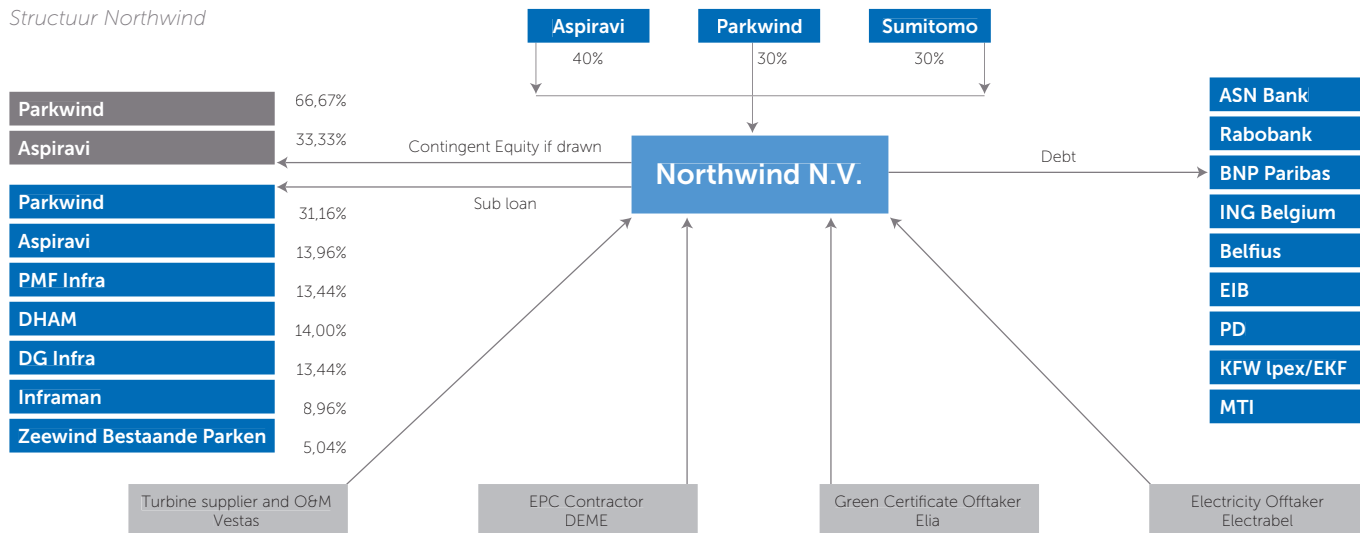 Structuur Northwind
Aspiravi
Parkwind
Sumitomo
40%
30%
30%
Parkwind
66,67%
Aspiravi
33,33%
Contingent Equity if drawn
Sub loan
Northwind N.V.
Debt
Parkwind
31,16%
Aspiravi
13,96%
PMF Infra
13,44%
DHAM
14,00%
DG Infra
13,44%
Inframan
8,96%
Zeewind Bestaande Parken
5,04%
ASN Bank
Rabobank
BNP Paribas
ING Belgium
Belfius
EIB
PD
KFW lpex/EKF
MTI
Turbine supplier and O&M
Vestas
EPC Contractor
DEME
Green Certificate Offtaker
Elia
Electricity Offtaker
Electrabel